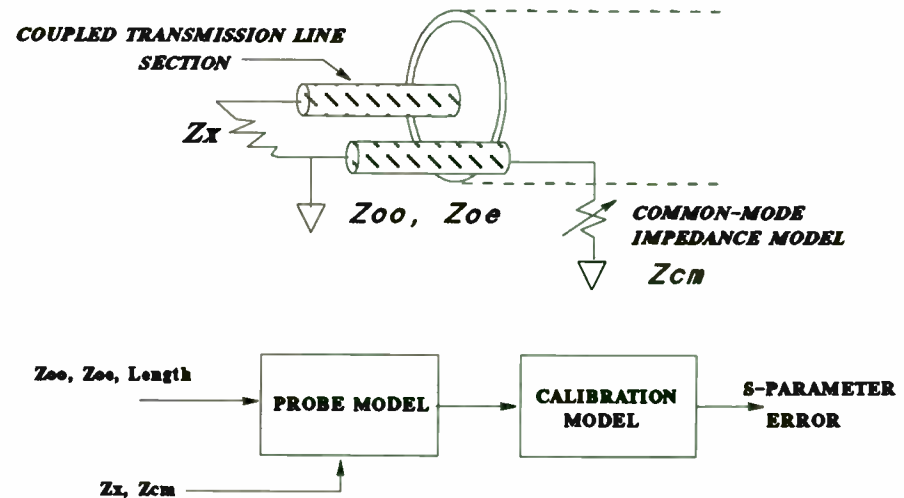 COUPLED TRANSMISSION LINE
SECTION
Zx
Zoo, Zoe
COMMON-MODE
IMPEDANCE MODEL
Zcm
Zoo, Zoe, Length
PROBE MODEL
CALIBRATION
MODEL
S-PARAMETER
ERROR
Zx, Zcm